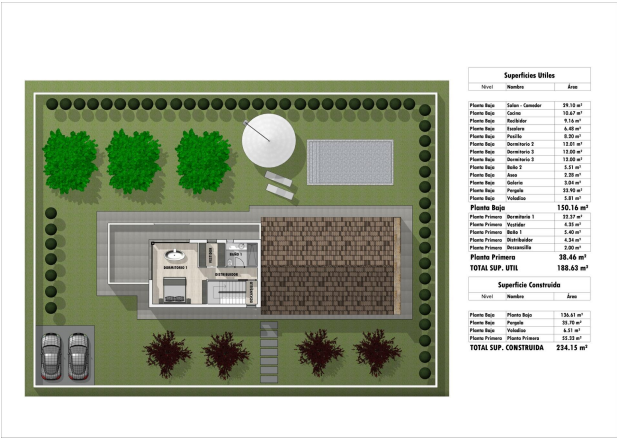 Superficies Utiles
Nivel Nombre Área
Planta Baja Salon - Comedor 29.10 m²
Planta Baja Cocina 10.67 m²
Planta Baja Recibidor 9.16 m²
Planta Baja Escalera 6.48 m²
Planta Baja Pasillo 8.20 m²
Planta Baja Dormitorio 2 12.01 m²
Planta Baja Dormitorio 3 12.00 m²
Planta Baja Dormitorio 3 12.00 m²
Planta Baja Baño 2 5.51 m²
Planta Baja Aseo 2.28 m²
Planta Baja Galeria 3.04 m²
Planta Baja Pergola 33.90 m²
Planta Baja Voladizo 5.81 m²
Planta Baja 150.16 m²
Planta Primera Dormitorio 1 22.37 m²
Planta Primera Vestidor 4.35 m²
Planta Primera Baño 1 5.40 m²
Planta Primera Distribuidor 4.34 m²
Planta Primera Descansillo 2.00 m²
Planta Primera 38.46 m²
TOTAL SUP. UTIL 188.63 m²
Superficie Construida
Nivel Nombre Área
Planta Baja Planta Baja 136.61 m²
Planta Baja Pergola 35.70 m²
Planta Baja Voladizo 6.51 m²
Planta Primera Planta Primera 55.33 m²
TOTAL SUP. CONSTRUIDA 234.15 m²
DORMITORIO 1
VESTIDOR
BAÑO 1
DISTRIBUIDOR
DESCANSILLO